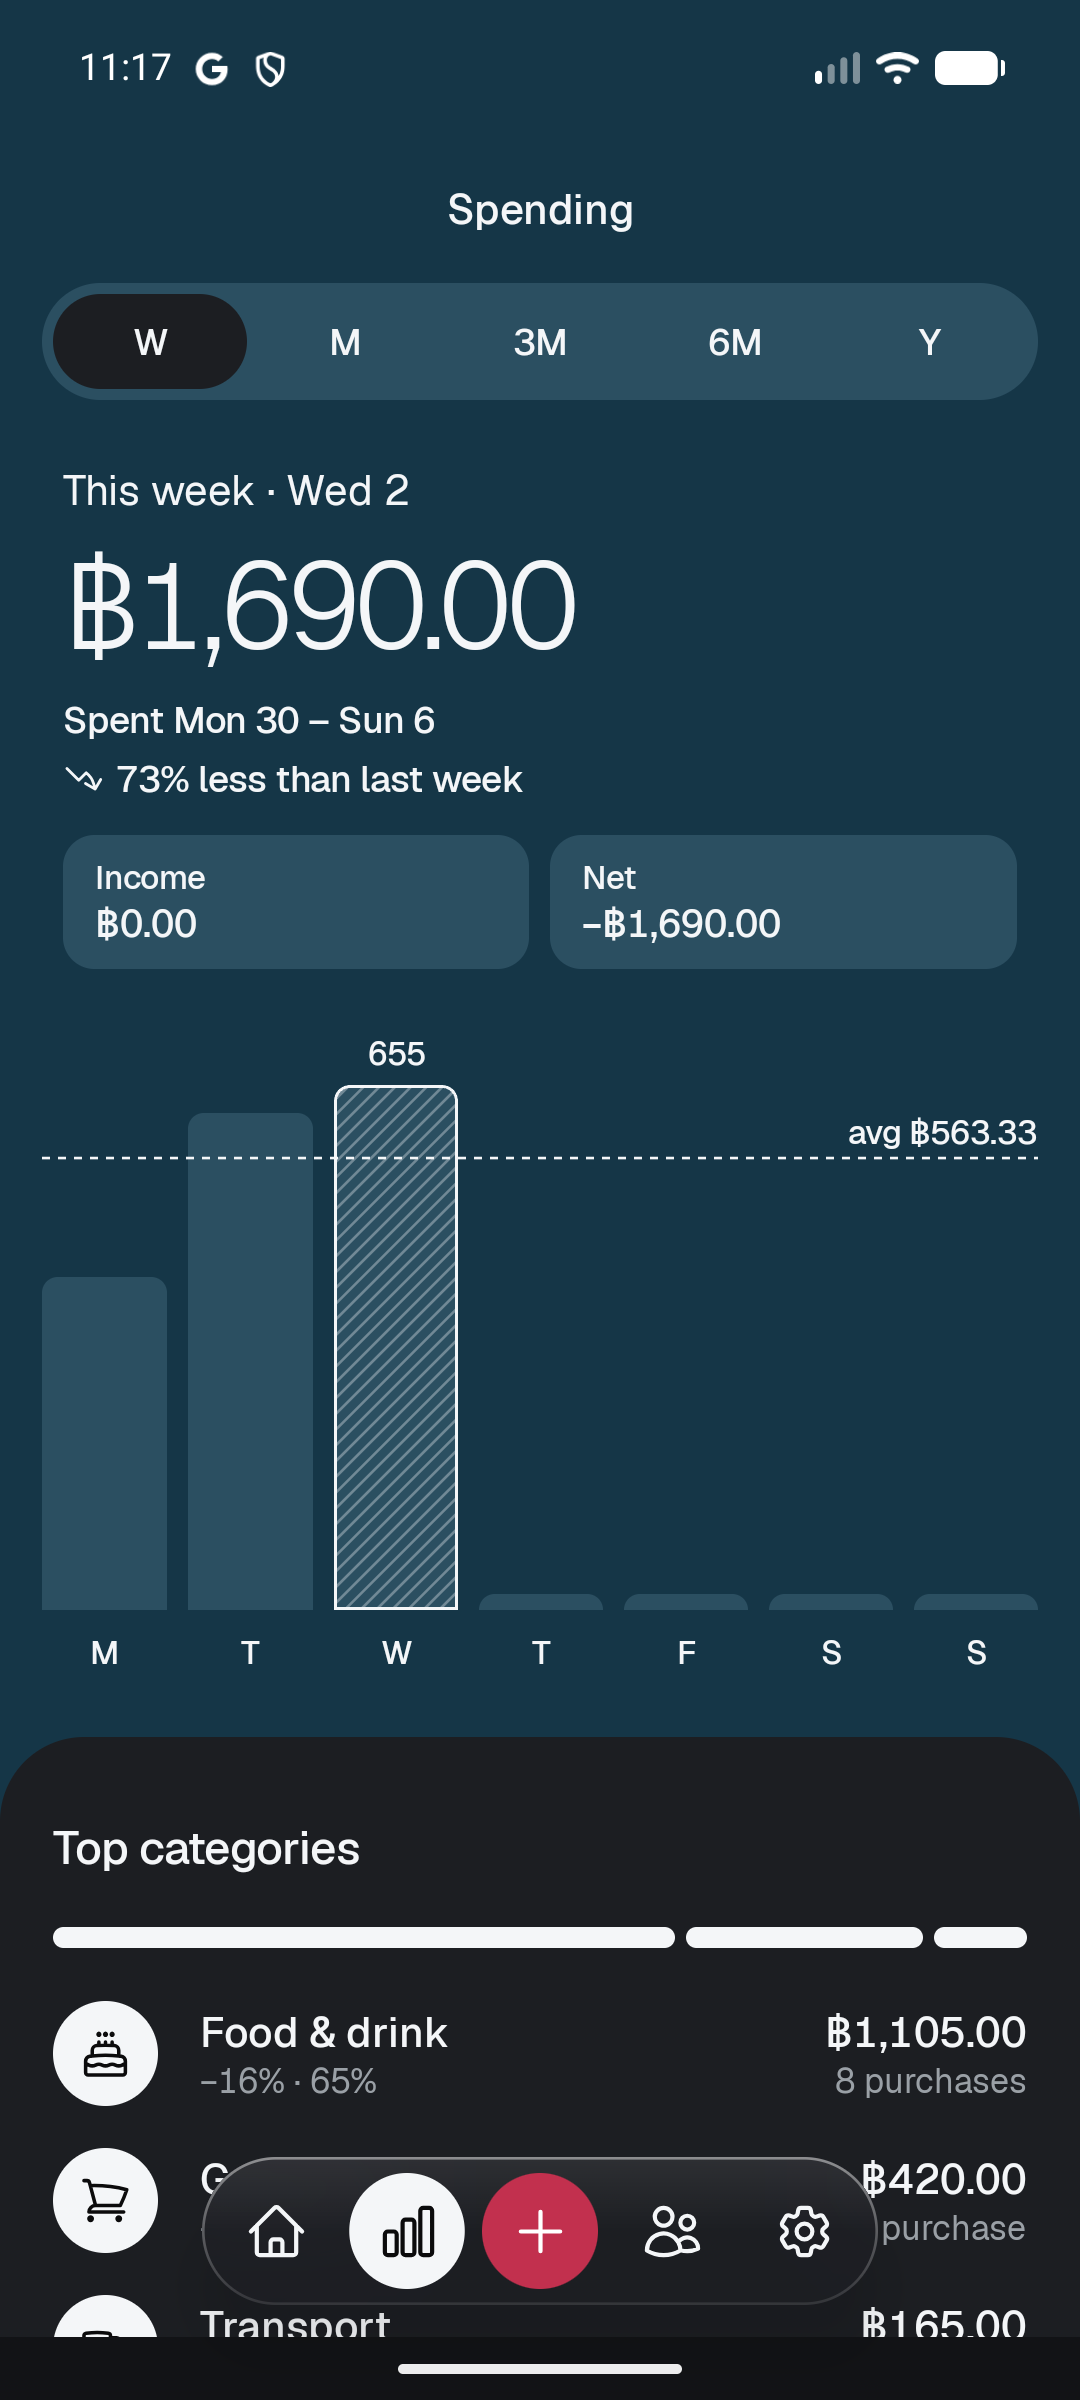 11:17
Spending
W M 3M 6M Y
This week · Wed 2
฿1,690.00
Spent Mon 30 – Sun 6
73% less than last week
Income
฿0.00
Net
−฿1,690.00
655
avg ฿563.33
M T W T F S S
Top categories
Food & drink ฿1,105.00
−16% · 65% 8 purchases
฿420.00
purchase
Transport ฿165.00